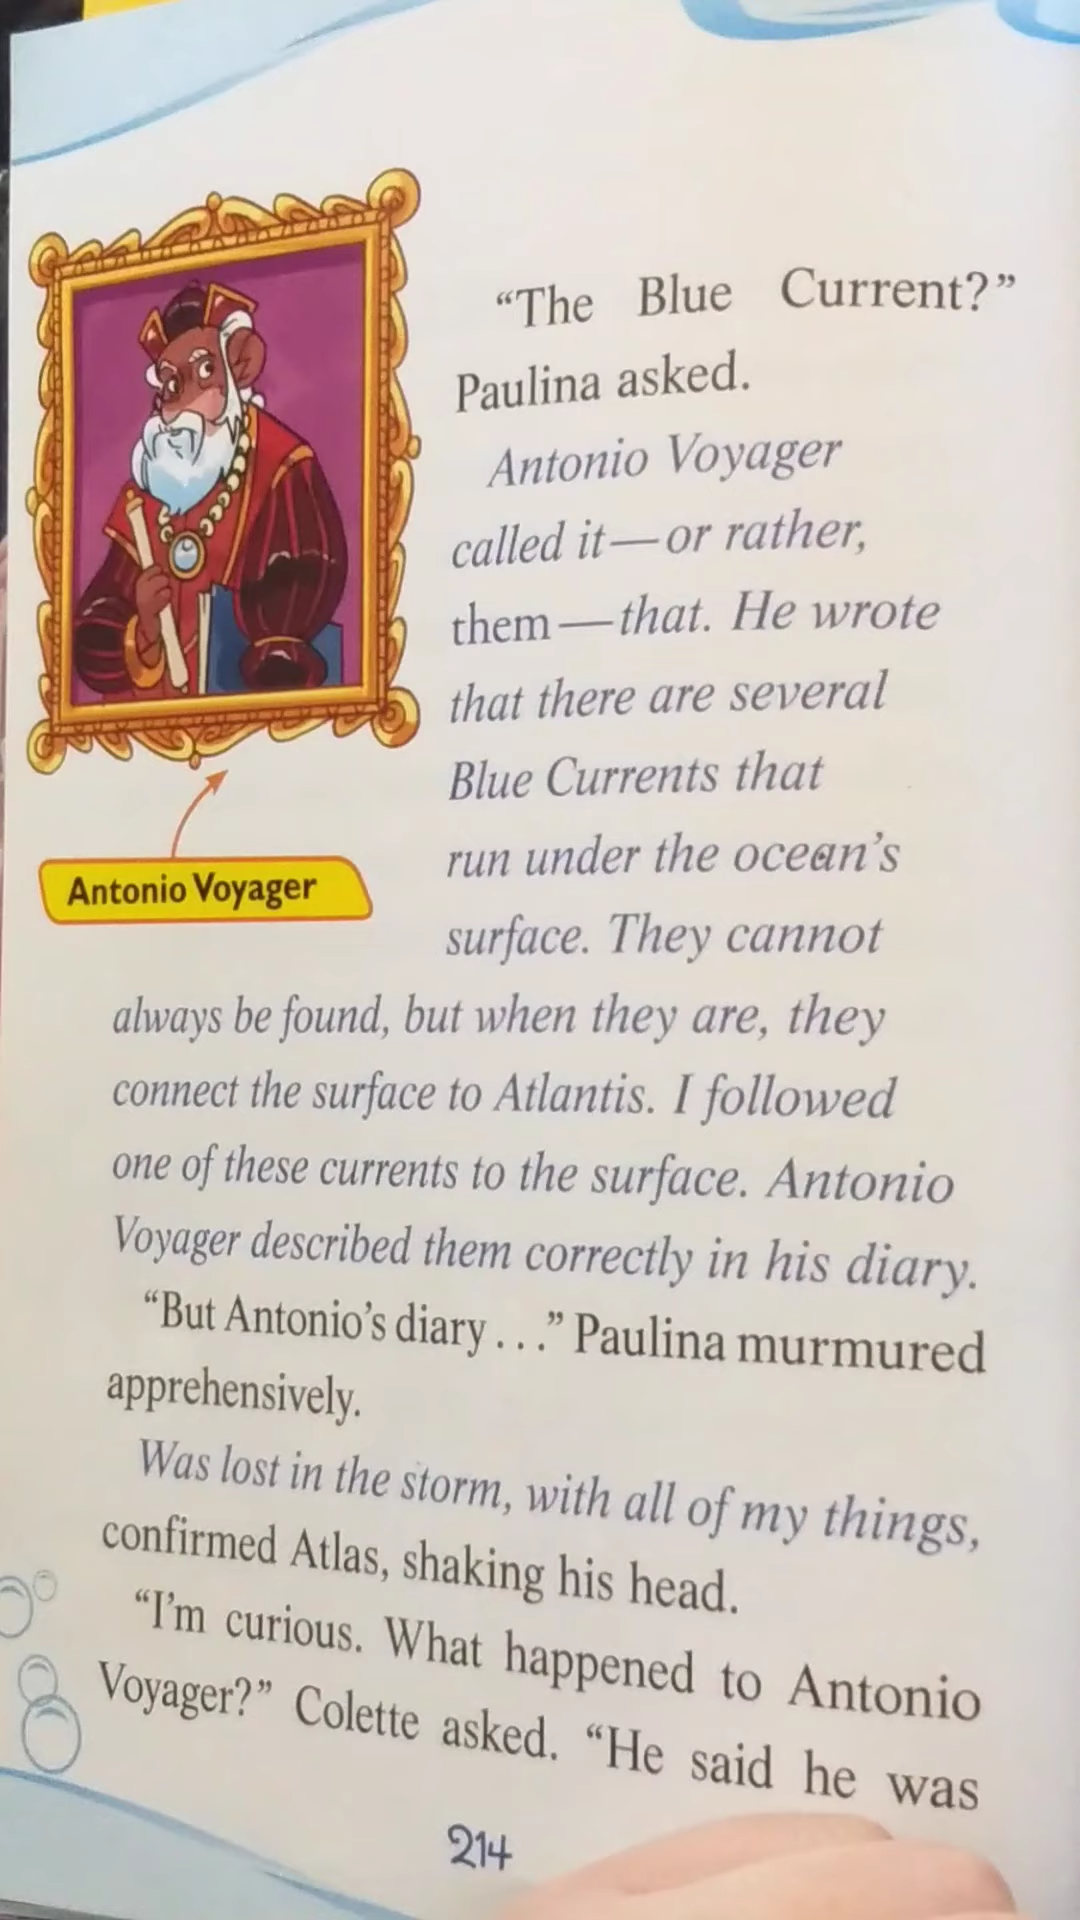 “The Blue Current?”
Paulina asked.
Antonio Voyager
called it—or rather,
them—that. He wrote
that there are several
Blue Currents that
run under the ocean’s
surface. They cannot
Antonio Voyager
always be found, but when they are, they
connect the surface to Atlantis. I followed
one of these currents to the surface. Antonio
Voyager described them correctly in his diary.
“But Antonio’s diary . . .” Paulina murmured
apprehensively.
Was lost in the storm, with all of my things,
confirmed Atlas, shaking his head.
“I’m curious. What happened to Antonio
Voyager?” Colette asked. “He said he was
214